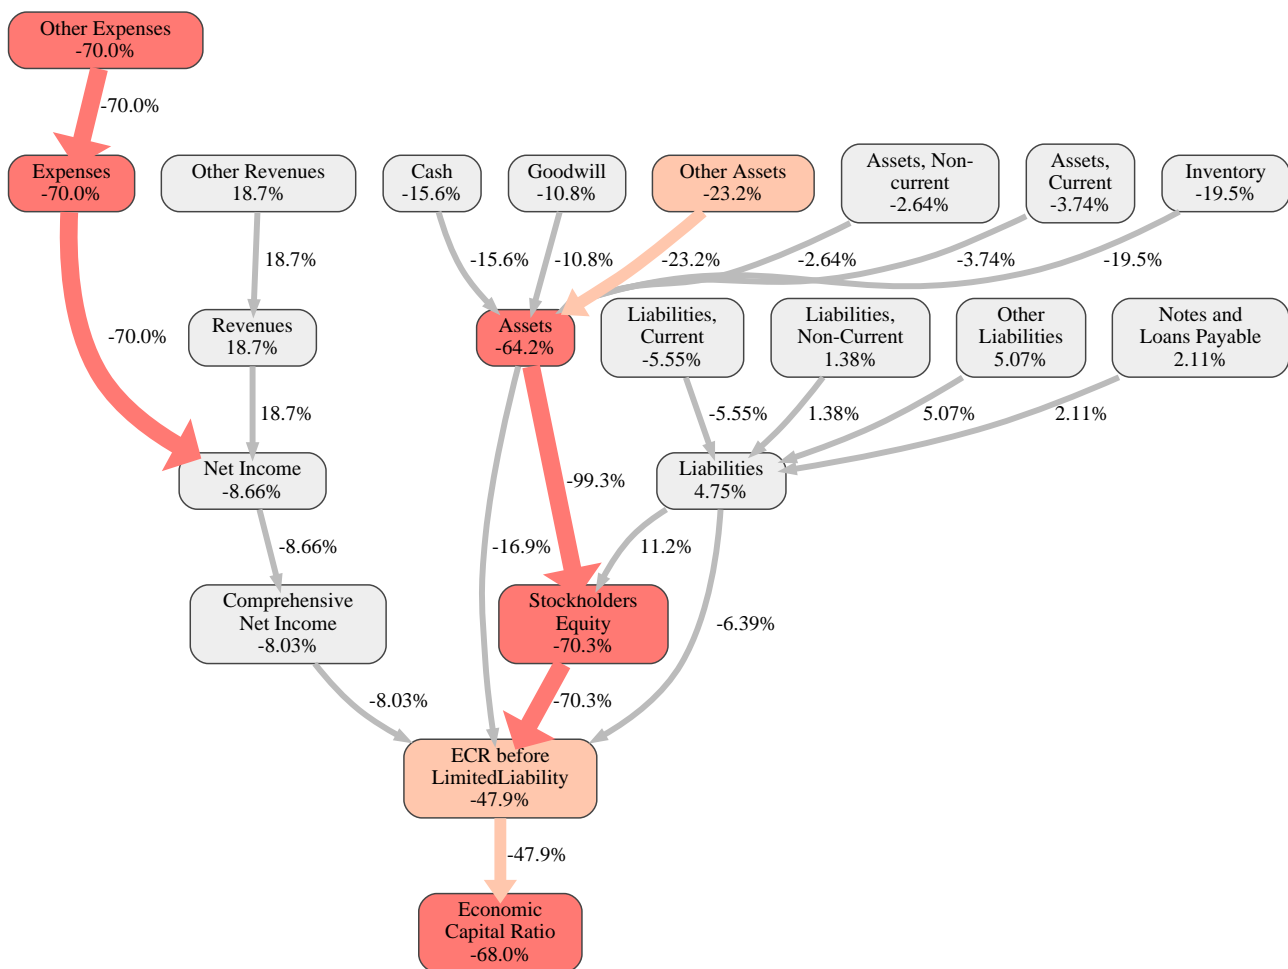 Other Expenses
-70.0%
-70.0%
Expenses
-70.0%
Other Revenues
18.7%
Cash
-15.6%
Goodwill
-10.8%
Other Assets
-23.2%
Assets, Non-
current
-2.64%
Assets,
Current
-3.74%
Inventory
-19.5%
18.7%
-15.6%
-10.8%
-23.2%
-2.64%
-3.74%
-19.5%
-70.0%
Revenues
18.7%
Assets
-64.2%
Liabilities,
Current
-5.55%
Liabilities,
Non-Current
1.38%
Other
Liabilities
5.07%
Notes and
Loans Payable
2.11%
18.7%
-5.55%
1.38%
5.07%
2.11%
Net Income
-8.66%
-99.3%
Liabilities
4.75%
-8.66%
-16.9%
11.2%
-6.39%
Comprehensive
Net Income
-8.03%
Stockholders
Equity
-70.3%
-8.03%
-70.3%
ECR before
LimitedLiability
-47.9%
-47.9%
Economic
Capital Ratio
-68.0%